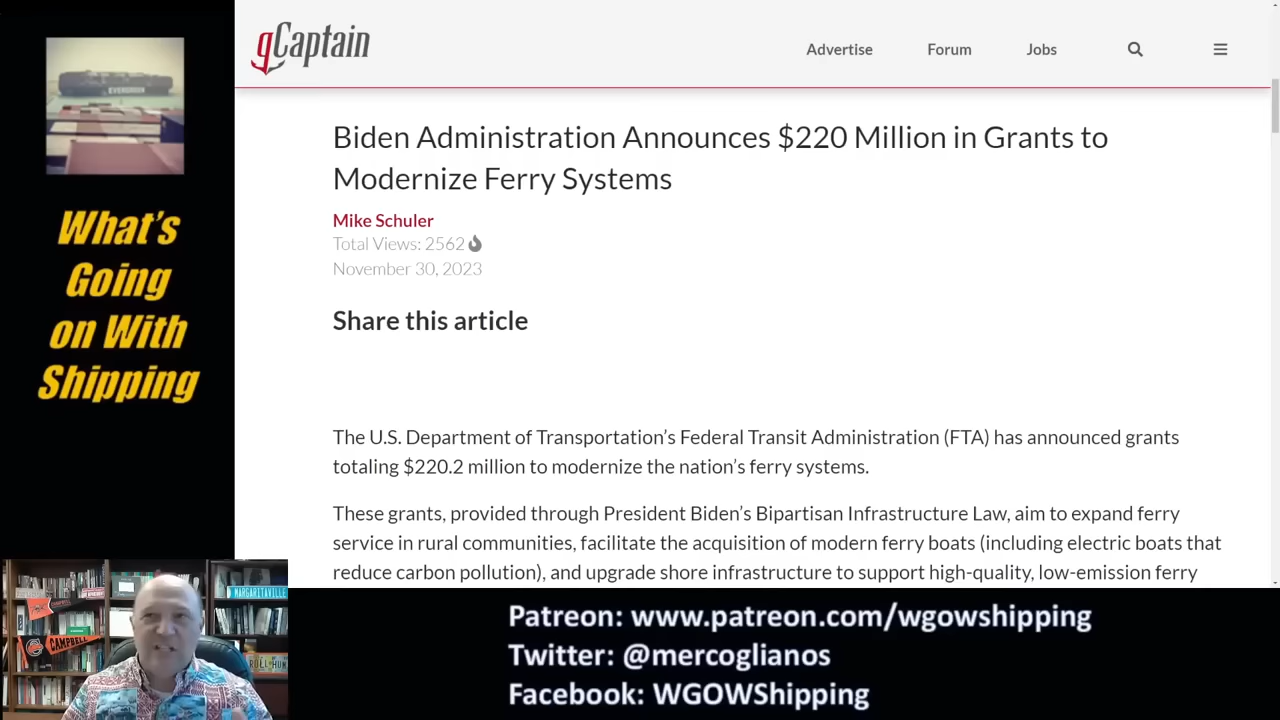 EVERGREEN
What's
Going
on With
Shipping
gCaptain
Advertise
Forum
Jobs
Biden Administration Announces $220 Million in Grants to
Modernize Ferry Systems
Mike Schuler
Total Views: 2562
November 30, 2023
Share this article
The U.S. Department of Transportation's Federal Transit Administration (FTA) has announced grants
totaling $220.2 million to modernize the nation's ferry systems.
These grants, provided through President Biden's Bipartisan Infrastructure Law, aim to expand ferry
service in rural communities, facilitate the acquisition of modern ferry boats (including electric boats that
reduce carbon pollution), and upgrade shore infrastructure to support high-quality, low-emission ferry
MARGARITAVILLE
CAMPBELL
Patreon: www.patreon.com/wgowshipping
Twitter: @mercoglianos
Facebook: WGOWShipping